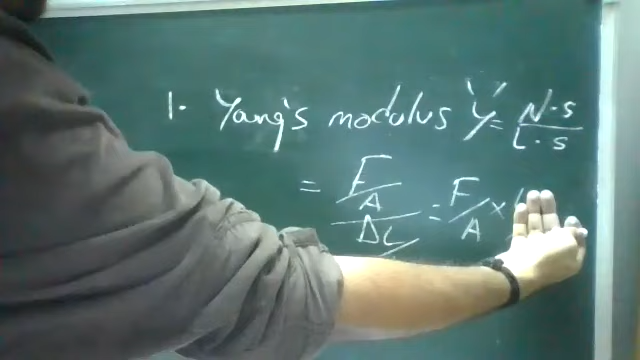 1. Yang's modulus 'Y' = N·S / L·S
= F/A / ΔL = F/A ×